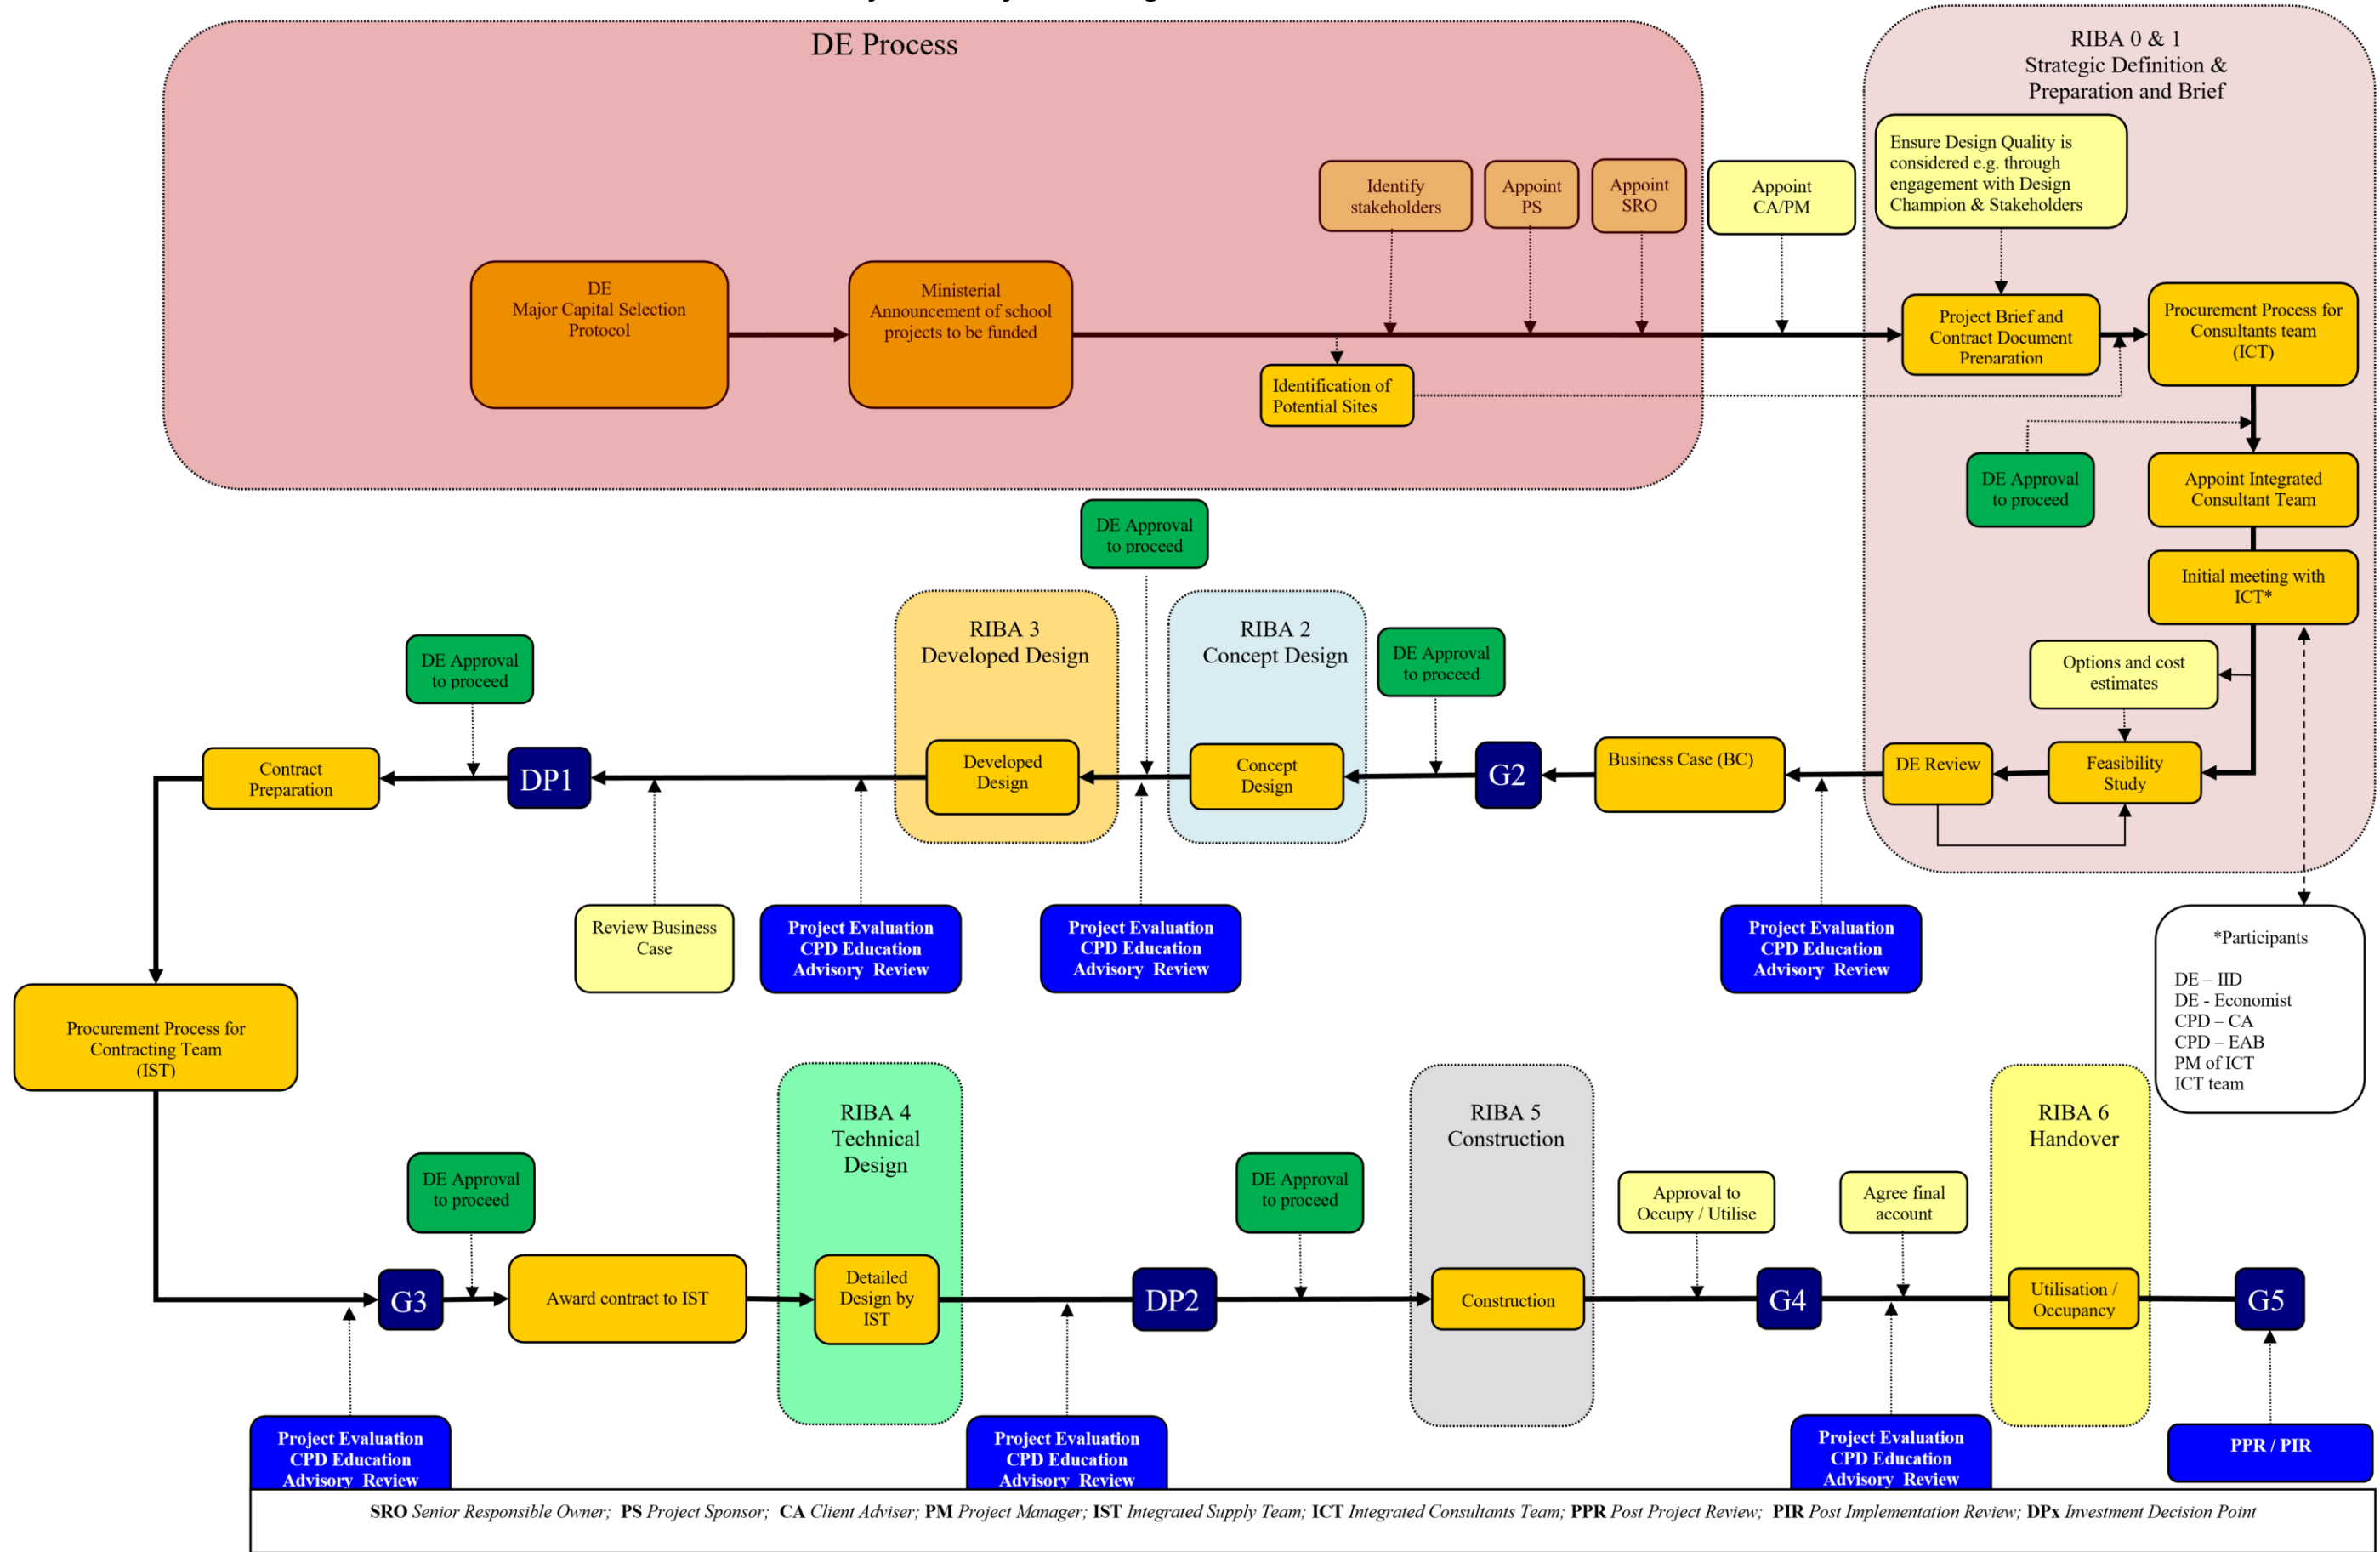 DE Process
RIBA 0 & 1
Strategic Definition &
Preparation and Brief
Ensure Design Quality is
considered e.g. through
engagement with Design
Champion & Stakeholders
Identify
stakeholders
Appoint
PS
Appoint
SRO
Appoint
CA/PM
DE
Major Capital Selection
Protocol
Ministerial
Announcement of school
projects to be funded
Project Brief and
Contract Document
Preparation
Procurement Process for
Consultants team
(ICT)
Identification of
Potential Sites
DE Approval
to proceed
Appoint Integrated
Consultant Team
Initial meeting with
ICT*
DE Approval
to proceed
RIBA 3
Developed Design
RIBA 2
Concept Design
DE Approval
to proceed
DE Approval
to proceed
Options and cost
estimates
Contract
Preparation
DP1
Developed
Design
Concept
Design
G2
Business Case (BC)
DE Review
Feasibility
Study
Review Business
Case
Project Evaluation
CPD Education
Advisory Review
Project Evaluation
CPD Education
Advisory Review
Project Evaluation
CPD Education
Advisory Review
*Participants
DE – IID
DE - Economist
CPD – CA
CPD – EAB
PM of ICT
ICT team
Procurement Process for
Contracting Team
(IST)
RIBA 4
Technical
Design
RIBA 5
Construction
RIBA 6
Handover
DE Approval
to proceed
DE Approval
to proceed
Approval to
Occupy / Utilise
Agree final
account
G3
Award contract to IST
Detailed
Design by
IST
DP2
Construction
G4
Utilisation /
Occupancy
G5
Project Evaluation
CPD Education
Advisory Review
Project Evaluation
CPD Education
Advisory Review
Project Evaluation
CPD Education
Advisory Review
PPR / PIR
SRO Senior Responsible Owner; PS Project Sponsor; CA Client Adviser; PM Project Manager; IST Integrated Supply Team; ICT Integrated Consultants Team; PPR Post Project Review; PIR Post Implementation Review; DPx Investment Decision Point